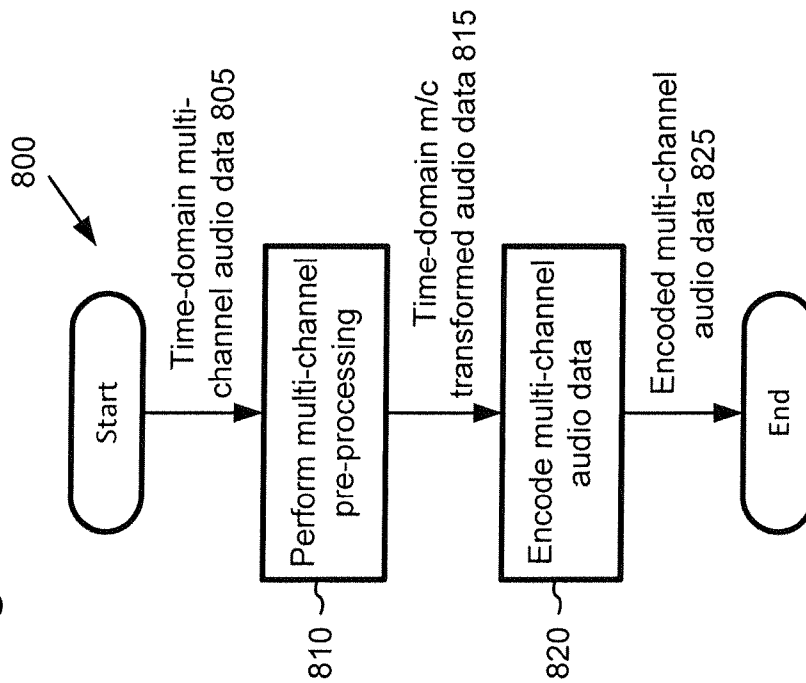 800
Start
Time-domain multi-
channel audio data 805
Perform multi-channel
pre-processing
810
Time-domain m/c
transformed audio data 815
Encode multi-channel
audio data
820
Encoded multi-channel
audio data 825
End